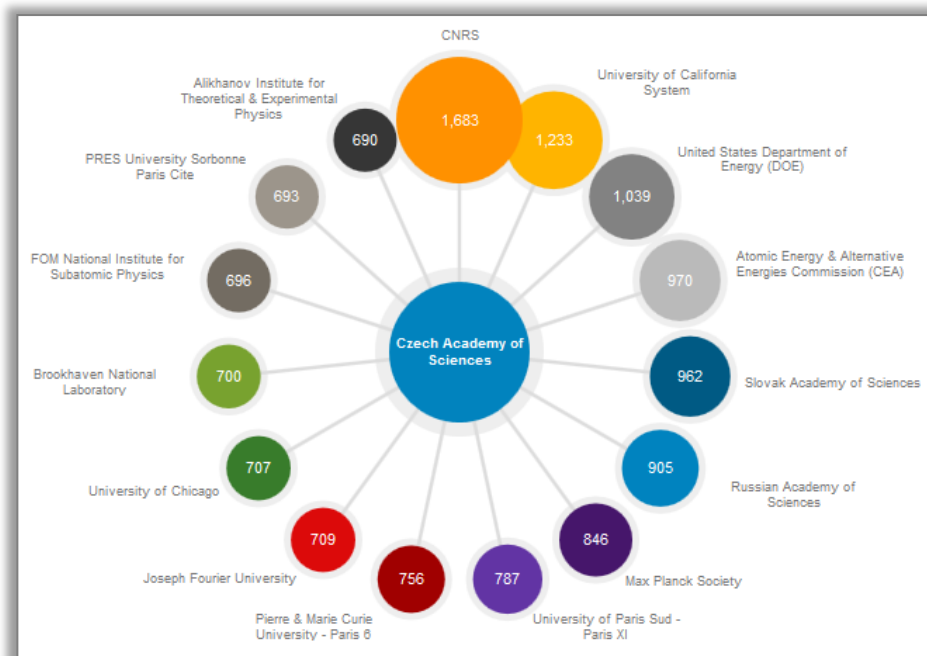 CNRS
1,683
University of California
System
1,233
United States Department of
Energy (DOE)
1,039
Atomic Energy & Alternative
Energies Commission (CEA)
970
Slovak Academy of Sciences
962
Russian Academy of
Sciences
905
Max Planck Society
846
University of Paris Sud -
Paris XI
787
Pierre & Marie Curie
University - Paris 6
756
Joseph Fourier University
709
University of Chicago
707
Brookhaven National
Laboratory
700
FOM National Institute for
Subatomic Physics
696
PRES University Sorbonne
Paris Cite
693
Alikhanov Institute for
Theoretical & Experimental
Physics
690
Czech Academy of
Sciences